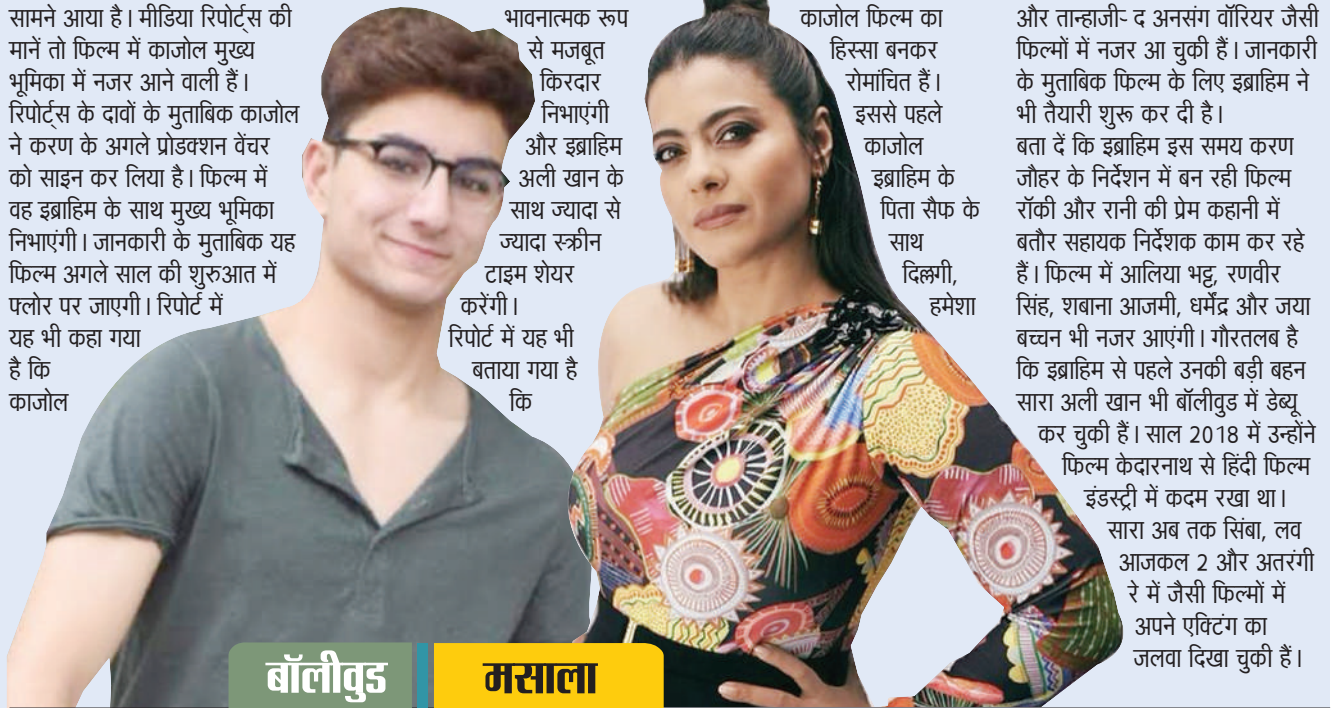 सामने आया है। मीडिया रिपोर्ट्स की
मानें तो फिल्म में काजोल मुख्य
भूमिका में नजर आने वाली हैं।
रिपोर्ट्स के दावों के मुताबिक काजोल
ने करण के अगले प्रोडक्शन वेंचर
को साइन कर लिया है। फिल्म में
वह इब्राहिम के साथ मुख्य भूमिका
निभाएंगी। जानकारी के मुताबिक यह
फिल्म अगले साल की शुरुआत में
फ्लोर पर जाएगी। रिपोर्ट में
यह भी कहा गया
है कि
काजोल
भावनात्मक रूप
से मजबूत
किरदार
निभाएंगी
और इब्राहिम
अली खान के
साथ ज्यादा से
ज्यादा स्क्रीन
टाइम शेयर
करेंगी।
रिपोर्ट में यह भी
बताया गया है
कि
काजोल फिल्म का
हिस्सा बनकर
रोमांचित हैं।
इससे पहले
काजोल
इब्राहिम के
पिता सैफ के
साथ
दिल्लगी,
हमेशा
और तान्हाजी- द अनसंग वॉरियर जैसी
फिल्मों में नजर आ चुकी हैं। जानकारी
के मुताबिक फिल्म के लिए इब्राहिम ने
भी तैयारी शुरू कर दी है।
बता दें कि इब्राहिम इस समय करण
जौहर के निर्देशन में बन रही फिल्म
रॉकी और रानी की प्रेम कहानी में
बतौर सहायक निर्देशक काम कर रहे
हैं। फिल्म में आलिया भट्ट, रणवीर
सिंह, शबाना आजमी, धर्मेंद्र और जया
बच्चन भी नजर आएंगी। गौरतलब है
कि इब्राहिम से पहले उनकी बड़ी बहन
सारा अली खान भी बॉलीवुड में डेब्यू
कर चुकी हैं। साल 2018 में उन्होंने
फिल्म केदारनाथ से हिंदी फिल्म
इंडस्ट्री में कदम रखा था।
सारा अब तक सिंबा, लव
आजकल 2 और अतरंगी
रे में जैसी फिल्मों में
अपने एक्टिंग का
जलवा दिखा चुकी हैं।
बॉलीवुड मसाला